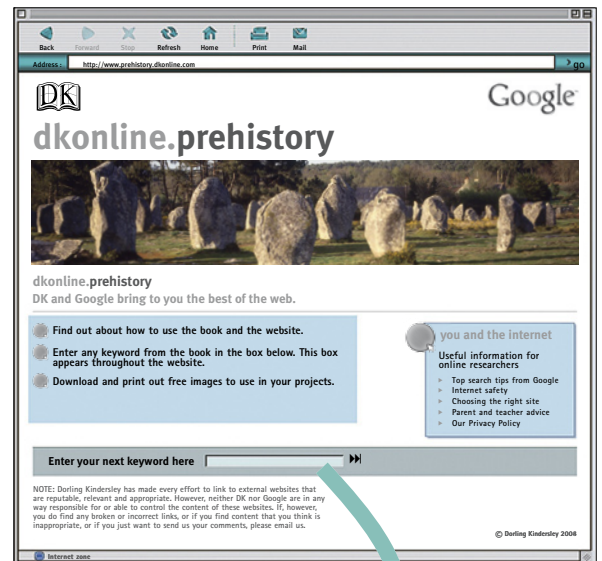 Back Forward Stop Refresh Home Print Mail
Address : http://www.prehistory.dkonline.com go
DK
Google
dkonline.prehistory
dkonline.prehistory
DK and Google bring to you the best of the web.
Find out about how to use the book and the website.
Enter any keyword from the book in the box below. This box
appears throughout the website.
Download and print out free images to use in your projects.
you and the internet
Useful information for
online researchers
Top search tips from Google
Internet safety
Choosing the right site
Parent and teacher advice
Our Privacy Policy
Enter your next keyword here
NOTE: Dorling Kindersley has made every effort to link to external websites that
are reputable, relevant and appropriate. However, neither DK nor Google are in any
way responsible for or able to control the content of these websites. If, however,
you do find any broken or incorrect links, or if you find content that you think is
inappropriate, or if you just want to send us your comments, please email us.
© Dorling Kindersley 2008
Internet zone